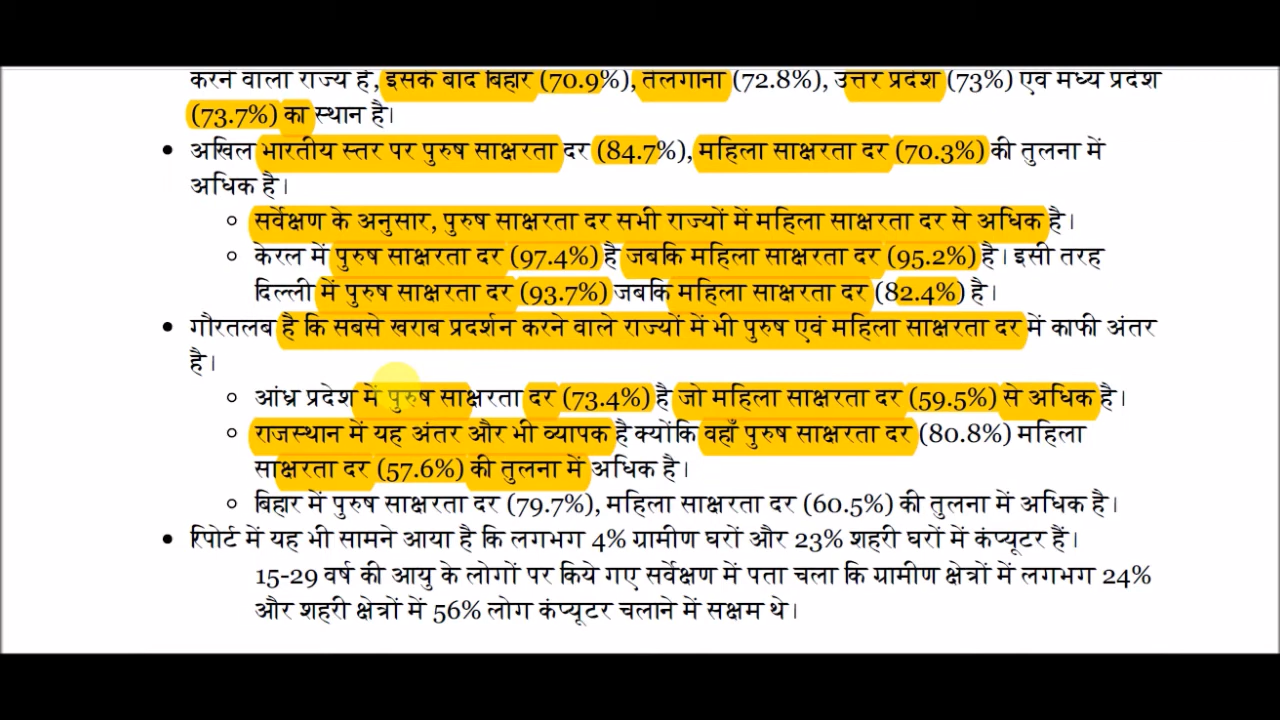 करने वाला राज्य है, इसके बाद बिहार (70.9%), तेलंगाना (72.8%), उत्तर प्रदेश (73%) एवं मध्य प्रदेश
(73.7%) का स्थान है।
• अखिल भारतीय स्तर पर पुरुष साक्षरता दर (84.7%), महिला साक्षरता दर (70.3%) की तुलना में
अधिक है।
○ सर्वेक्षण के अनुसार, पुरुष साक्षरता दर सभी राज्यों में महिला साक्षरता दर से अधिक है।
○ केरल में पुरुष साक्षरता दर (97.4%) है जबकि महिला साक्षरता दर (95.2%) है। इसी तरह
दिल्ली में पुरुष साक्षरता दर (93.7%) जबकि महिला साक्षरता दर (82.4%) है।
• गौरतलब है कि सबसे खराब प्रदर्शन करने वाले राज्यों में भी पुरुष एवं महिला साक्षरता दर में काफी अंतर
है।
○ आंध्र प्रदेश में पुरुष साक्षरता दर (73.4%) है जो महिला साक्षरता दर (59.5%) से अधिक है।
○ राजस्थान में यह अंतर और भी व्यापक है क्योंकि वहाँ पुरुष साक्षरता दर (80.8%) महिला
साक्षरता दर (57.6%) की तुलना में अधिक है।
○ बिहार में पुरुष साक्षरता दर (79.7%), महिला साक्षरता दर (60.5%) की तुलना में अधिक है।
• रिपोर्ट में यह भी सामने आया है कि लगभग 4% ग्रामीण घरों और 23% शहरी घरों में कंप्यूटर हैं।
15-29 वर्ष की आयु के लोगों पर किये गए सर्वेक्षण में पता चला कि ग्रामीण क्षेत्रों में लगभग 24%
और शहरी क्षेत्रों में 56% लोग कंप्यूटर चलाने में सक्षम थे।